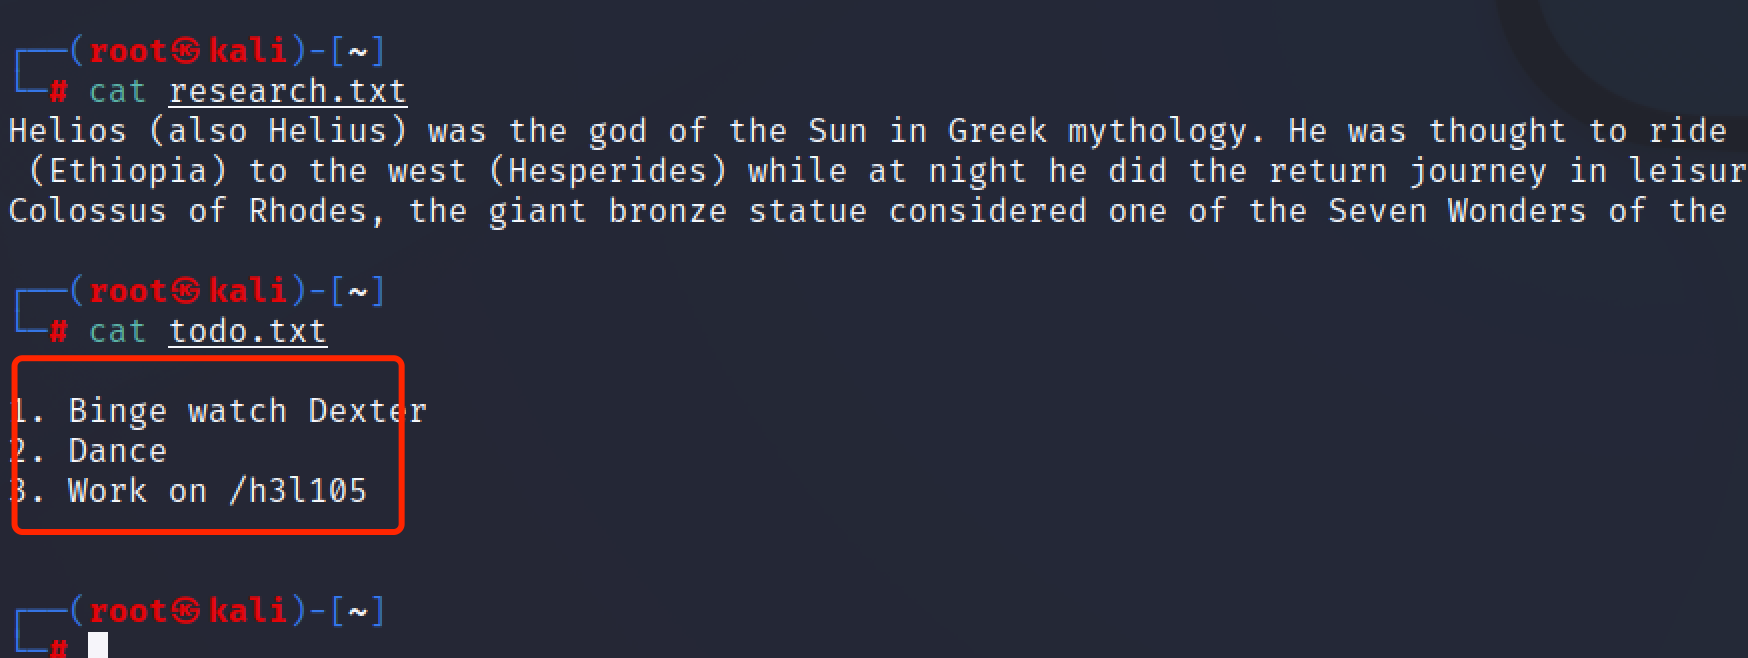 ┌──(root㉿kali)-[~]
└─# cat research.txt
Helios (also Helius) was the god of the Sun in Greek mythology. He was thought to ride
(Ethiopia) to the west (Hesperides) while at night he did the return journey in leisur
Colossus of Rhodes, the giant bronze statue considered one of the Seven Wonders of the
┌──(root㉿kali)-[~]
└─# cat todo.txt
1. Binge watch Dexter
2. Dance
3. Work on /h3l105
┌──(root㉿kali)-[~]
└─#